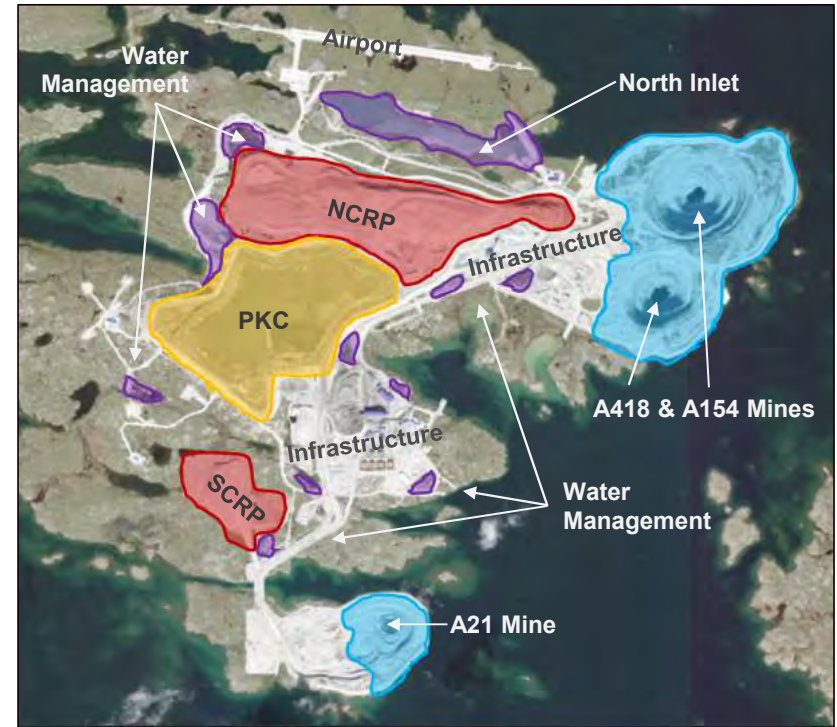 Airport
Water
Management
North Inlet
NCRP
Infrastructure
PKC
A418 & A154 Mines
Infrastructure
SCRP
Water
Management
A21 Mine